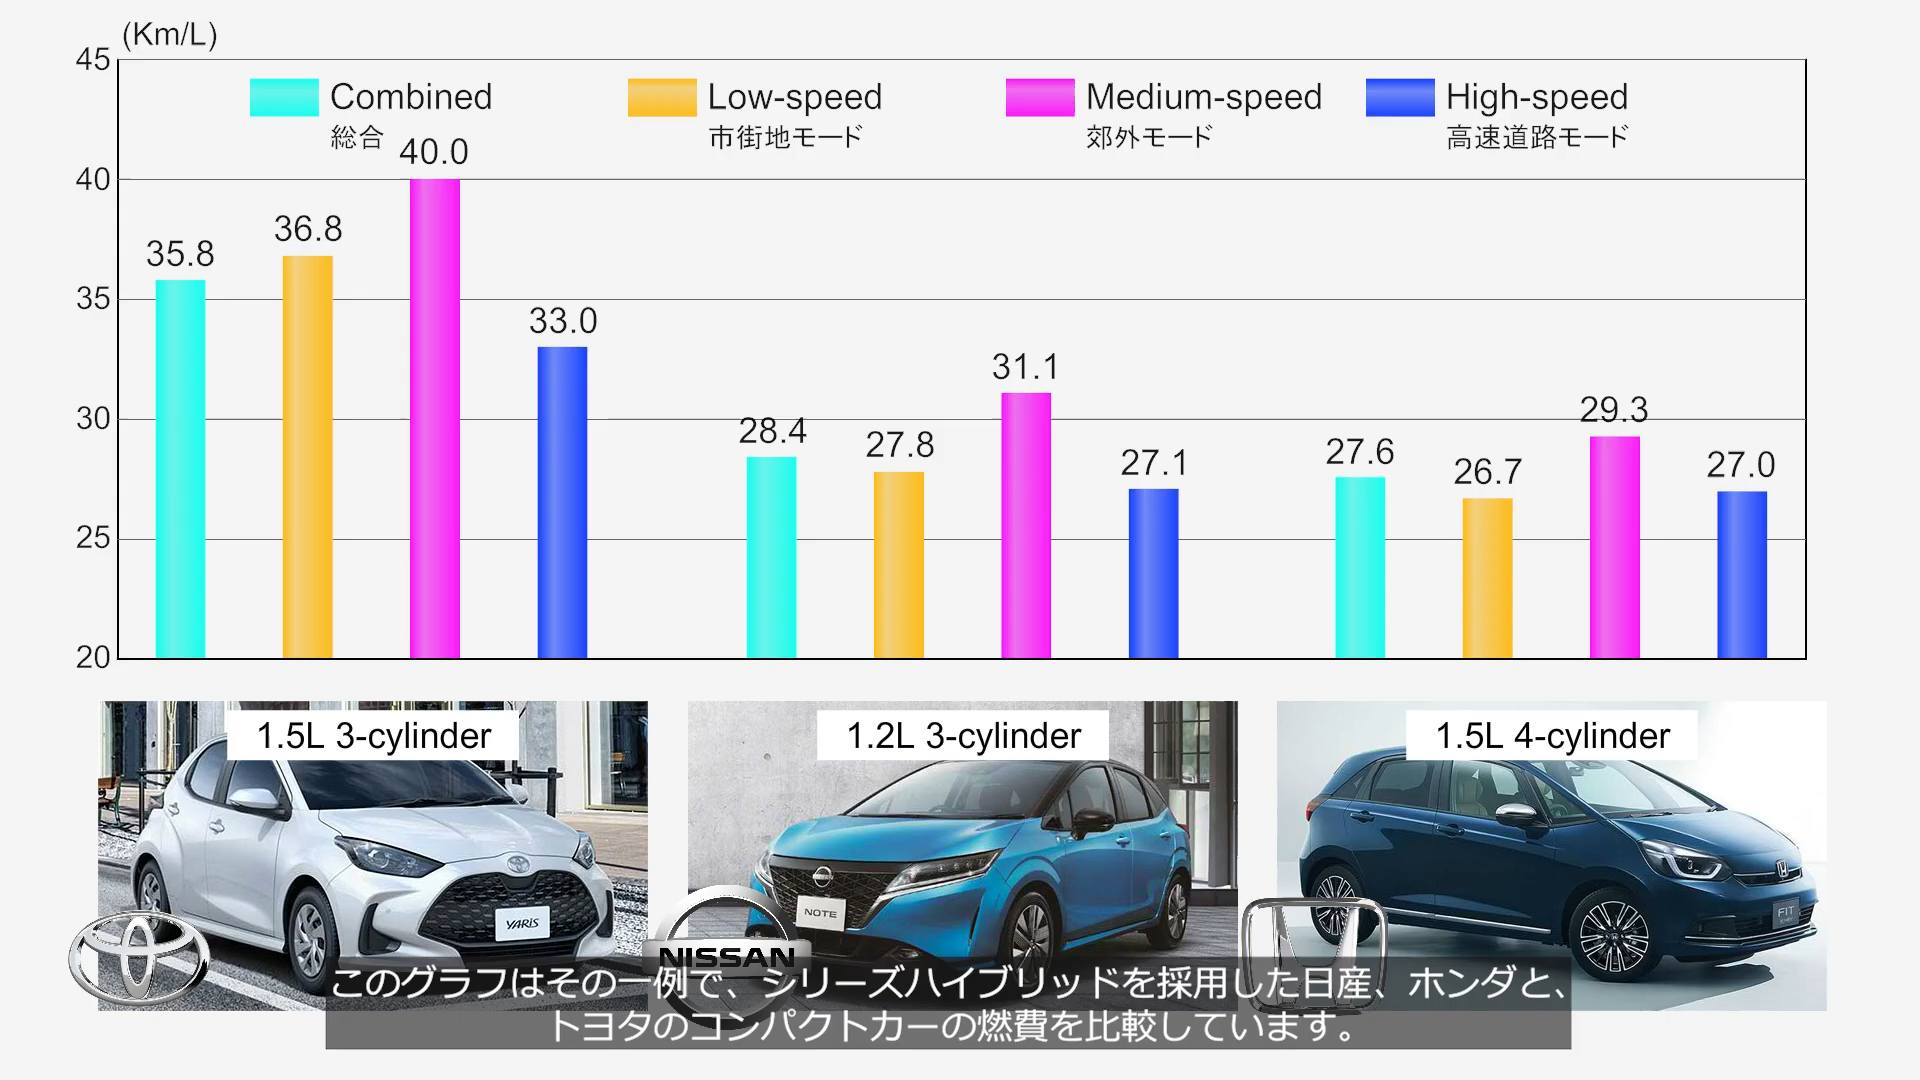 (Km/L)
45
40
35
30
25
20
Combined
総合
Low-speed
市街地モード
Medium-speed
郊外モード
High-speed
高速道路モード
35.8
36.8
40.0
33.0
28.4
27.8
31.1
27.1
27.6
26.7
29.3
27.0
1.5L 3-cylinder
1.2L 3-cylinder
1.5L 4-cylinder
YARIS
NOTE
FIT
NISSAN
このグラフはその一例で、シリーズハイブリッドを採用した日産、ホンダと、
トヨタのコンパクトカーの燃費を比較しています。